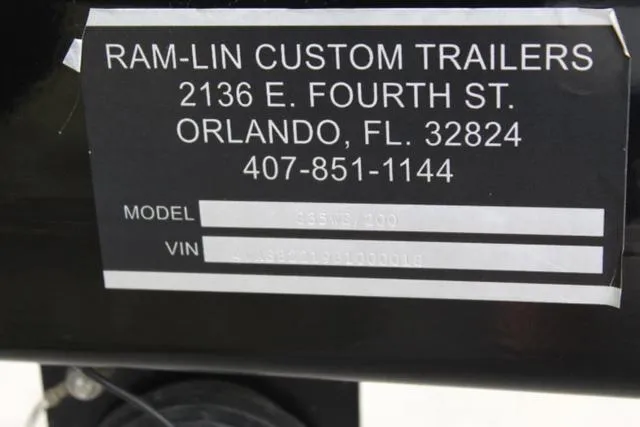 RAM-LIN CUSTOM TRAILERS
2136 E. FOURTH ST.
ORLANDO, FL. 32824
407-851-1144
MODEL
VIN